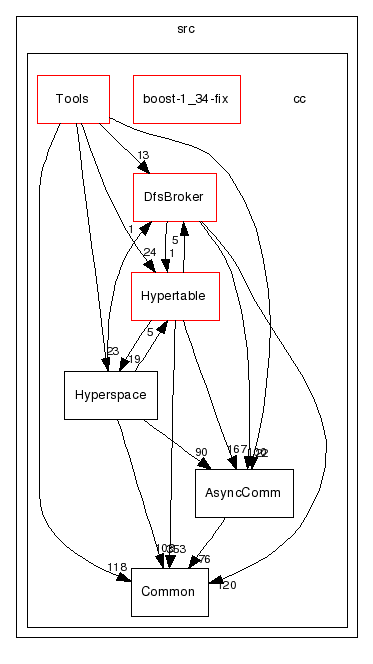 src
Tools
boost-1_34-fix
cc
13
DfsBroker
1
5
24
1
Hypertable
23
19
5
Hyperspace
90
167
AsyncComm
353
76
118
120
Common